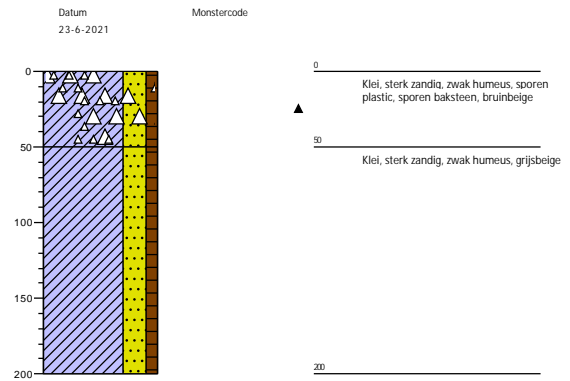 Datum Monstercode
23-6-2021
0 0
Klei, sterk zandig, zwak humeus, sporen
plastic, sporen baksteen, bruinbeige
50 50
Klei, sterk zandig, zwak humeus, grijsbeige
100
150
200 200